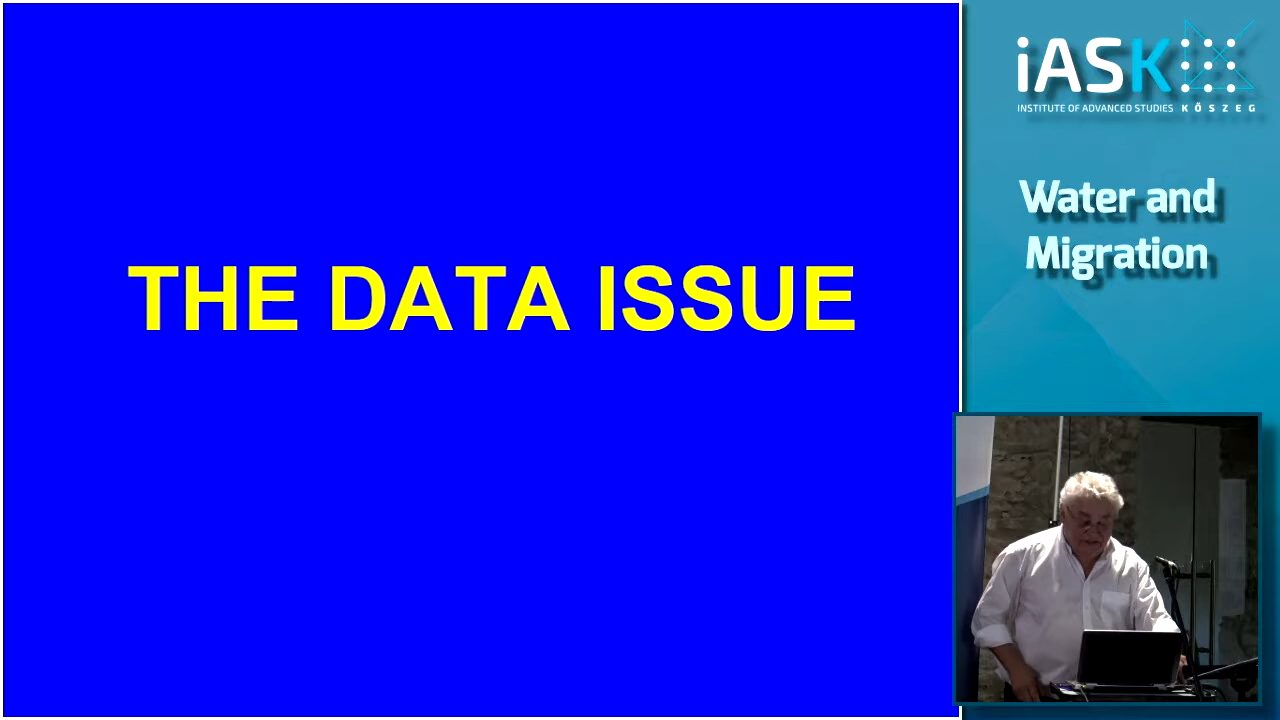 THE DATA ISSUE
iASK
INSTITUTE OF ADVANCED STUDIES KŐSZEG
Water and
Migration